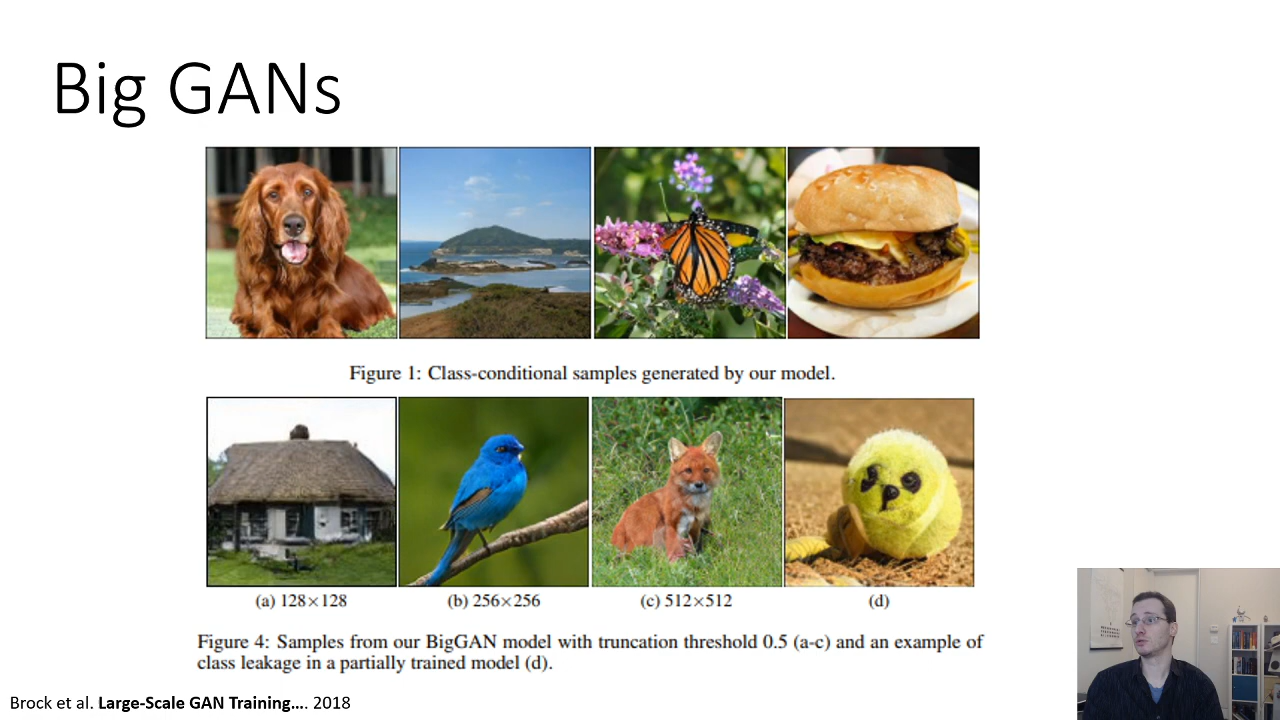 Big GANs
Figure 1: Class-conditional samples generated by our model.
(a) 128×128
(b) 256×256
(c) 512×512
(d)
Figure 4: Samples from our BigGAN model with truncation threshold 0.5 (a-c) and an example of
class leakage in a partially trained model (d).
Brock et al. Large-Scale GAN Training…. 2018